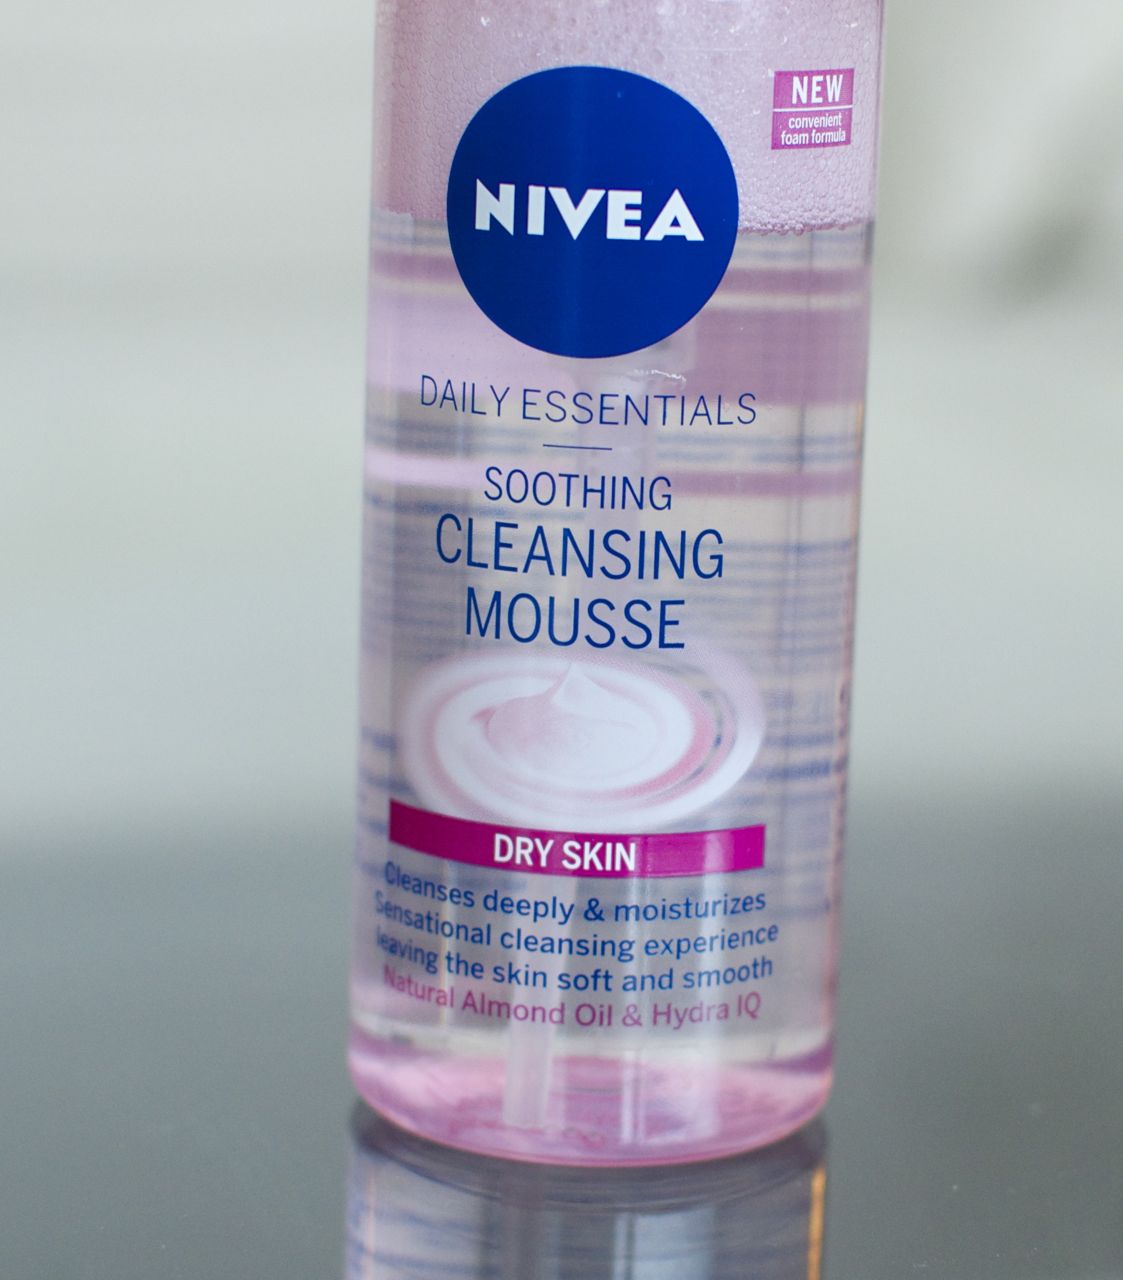 NEW
convenient
foam formula
NIVEA
DAILY ESSENTIALS
SOOTHING
CLEANSING
MOUSSE
DRY SKIN
Cleanses deeply & moisturizes
Sensational cleansing experience
leaving the skin soft and smooth
Natural Almond Oil & Hydra IQ